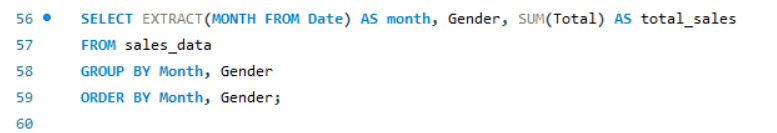 56 SELECT EXTRACT(MONTH FROM Date) AS month, Gender, SUM(Total) AS total_sales
57 FROM sales_data
58 GROUP BY Month, Gender
59 ORDER BY Month, Gender;
60